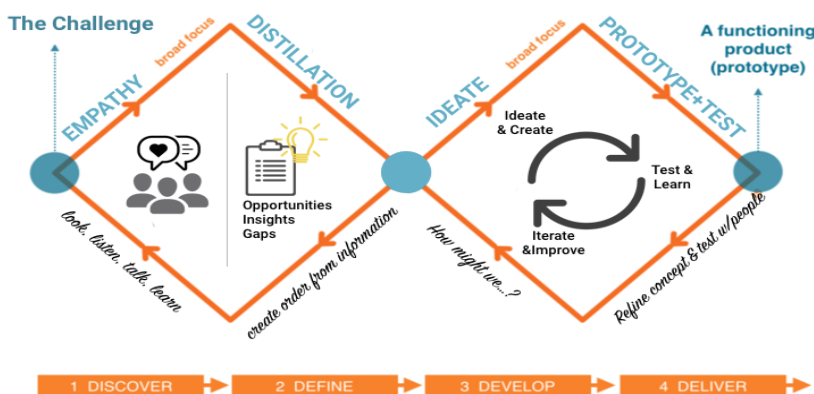 The Challenge
EMPATHY
broad focus
DISTILLATION
IDEATE
broad focus
PROTOTYPE+TEST
A functioning
product
(prototype)
Opportunities
Insights
Gaps
Ideate
& Create
Test &
Learn
Iterate
&Improve
look, listen, talk, learn
create order from information
How might we...?
Refine concept & test w/people
1 DISCOVER
2 DEFINE
3 DEVELOP
4 DELIVER